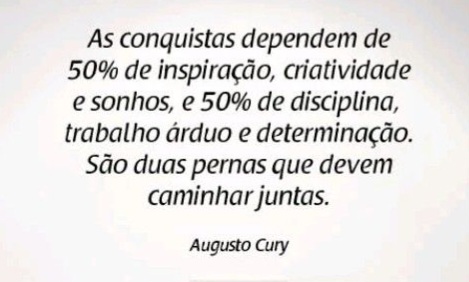 As conquistas dependem de
50% de inspiração, criatividade
e sonhos, e 50% de disciplina,
trabalho árduo e determinação.
São duas pernas que devem
caminhar juntas.
Augusto Cury